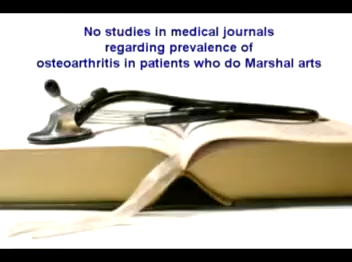 No studies in medical journals
regarding prevalence of
osteoarthritis in patients who do Marshal arts